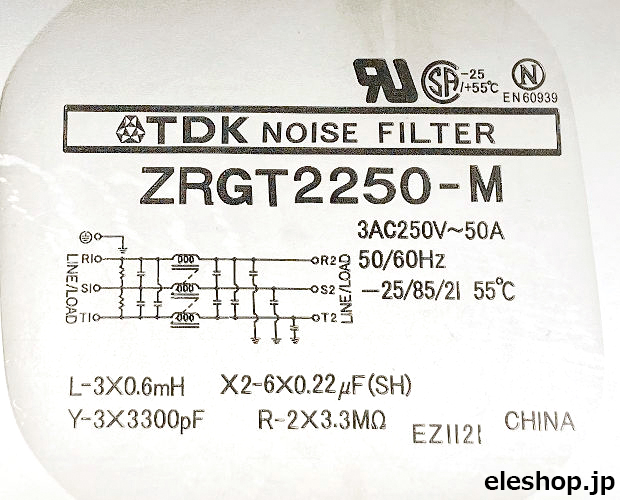 -25
/+55℃
EN60939
TDK NOISE FILTER
ZRGT2250-M
3AC250V~50A
50/60Hz
-25/85/21 55℃
LINE/LOAD
R1
S1
T1
R2
S2
T2
LINE/LOAD
L-3X0.6mH X2-6X0.22µF(SH)
Y-3X3300pF R-2X3.3MΩ
EZ1121 CHINA
eleshop.jp